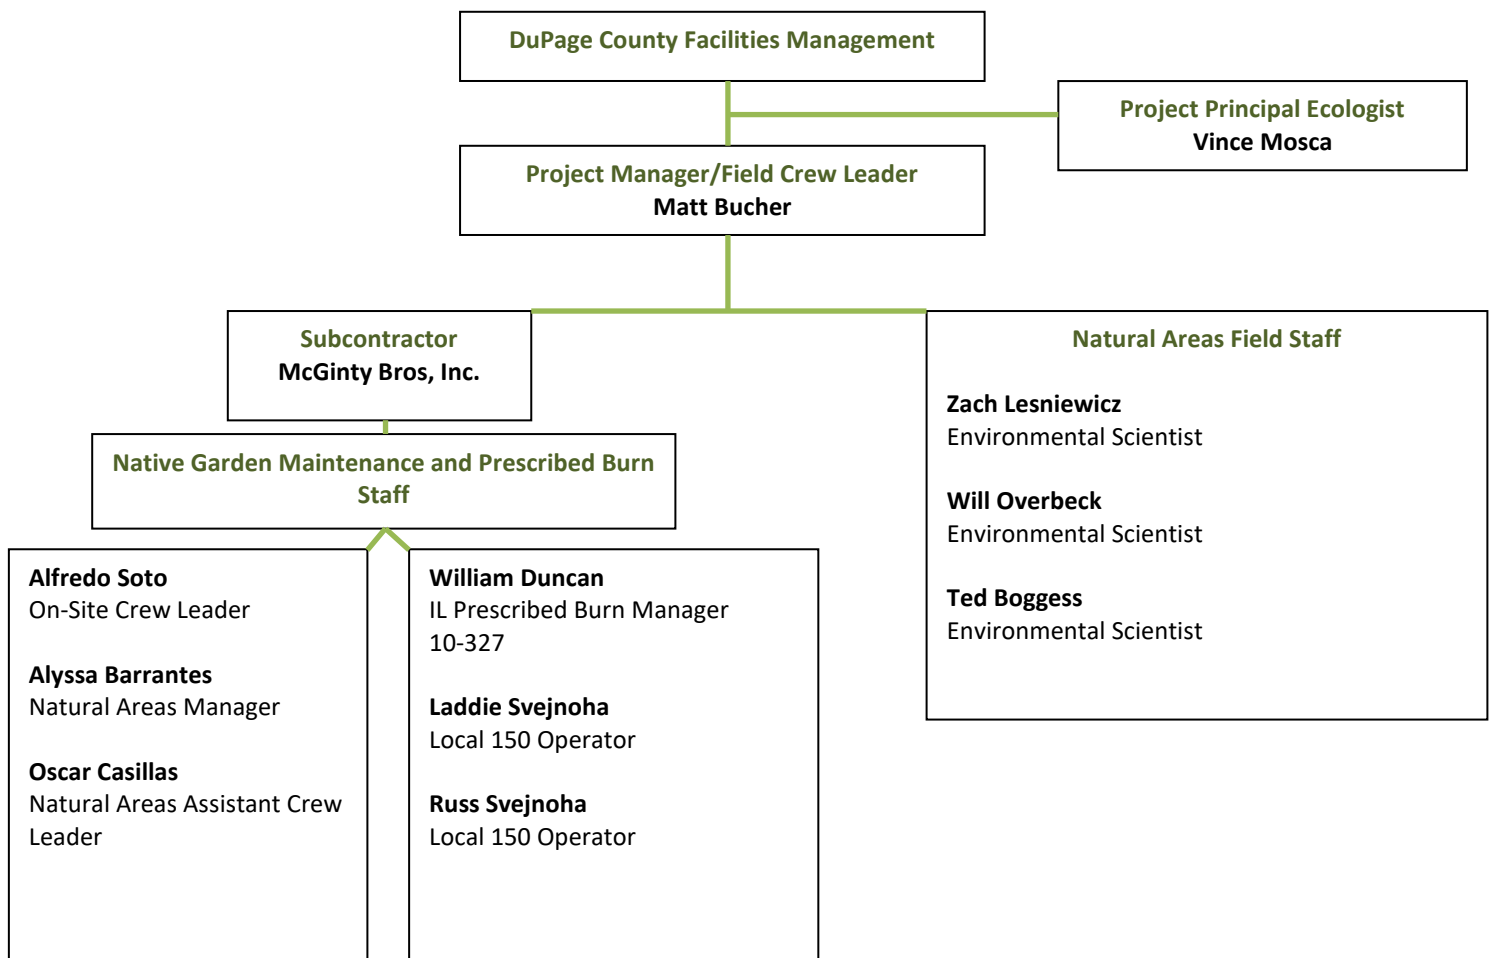 DuPage County Facilities Management
Project Principal Ecologist
Vince Mosca
Project Manager/Field Crew Leader
Matt Bucher
Subcontractor
McGinty Bros, Inc.
Native Garden Maintenance and Prescribed Burn
Staff
Alfredo Soto
On-Site Crew Leader
Alyssa Barrantes
Natural Areas Manager
Oscar Casillas
Natural Areas Assistant Crew
Leader
William Duncan
IL Prescribed Burn Manager
10-327
Laddie Svejnoha
Local 150 Operator
Russ Svejnoha
Local 150 Operator
Natural Areas Field Staff
Zach Lesniewicz
Environmental Scientist
Will Overbeck
Environmental Scientist
Ted Boggess
Environmental Scientist